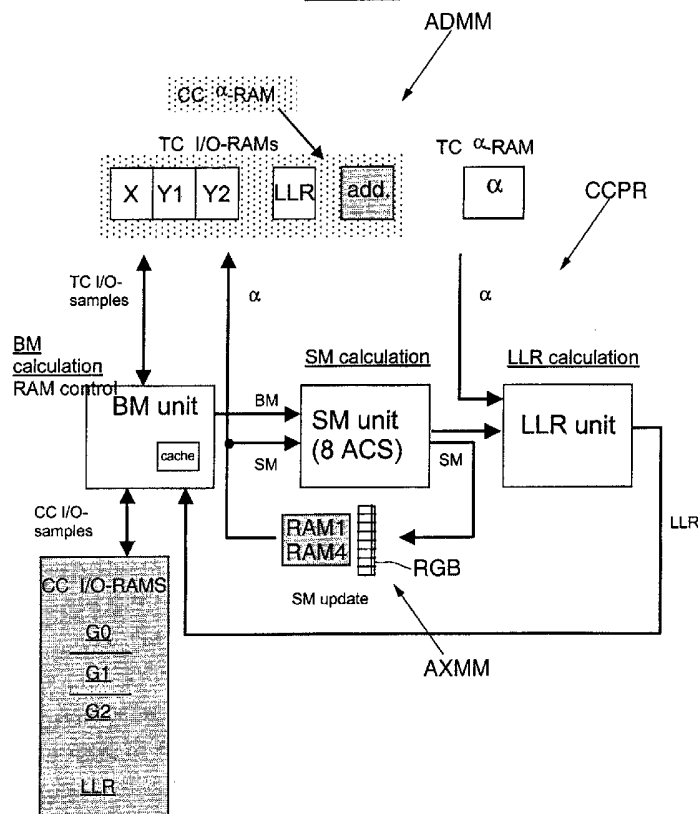 ADMM
CC α-RAM
TC I/O-RAMs
TC α-RAM
X Y1 Y2 LLR add. α
CCPR
TC I/O-
samples
α
α
BM
calculation
RAM control
SM calculation
LLR calculation
BM unit
BM
SM unit
(8 ACS)
LLR unit
cache
SM
SM
CC I/O-
samples
RAM1
RAM4
LLR
RGB
SM update
CC I/O-RAMS
G0
G1
G2
LLR
AXMM